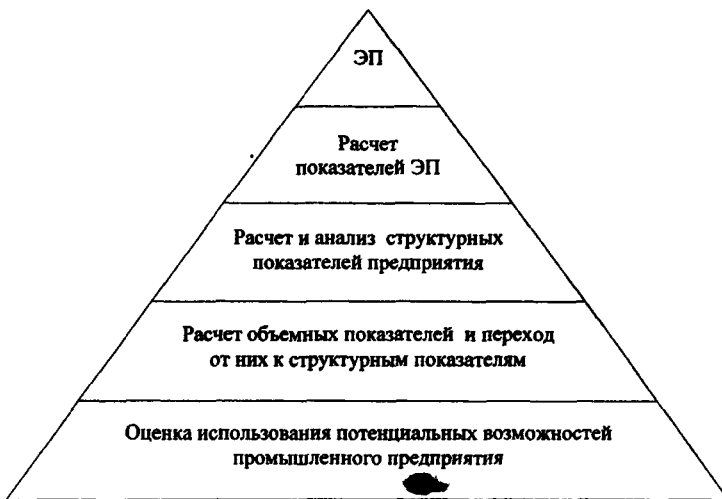 ЭП
Расчет
показателей ЭП
Расчет и анализ структурных
показателей предприятия
Расчет объемных показателей и переход
от них к структурным показателям
Оценка использования потенциальных возможностей
промышленного предприятия